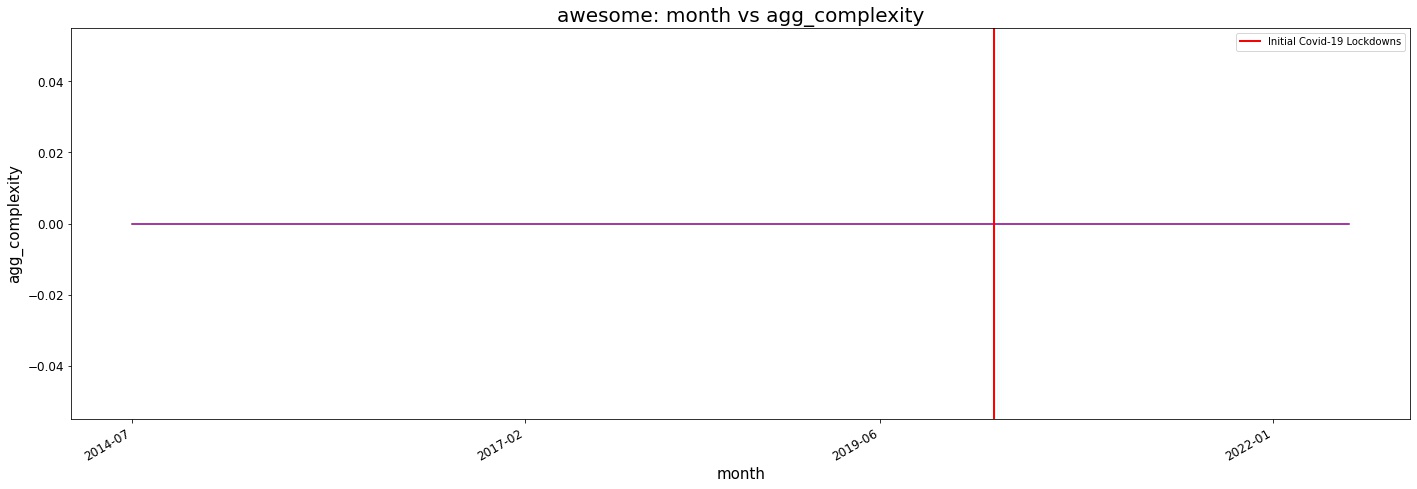 awesome: month vs agg_complexity
Initial Covid-19 Lockdowns
agg_complexity
0.04
0.02
0.00
−0.02
−0.04
2014-07
2017-02
2019-06
2022-01
month